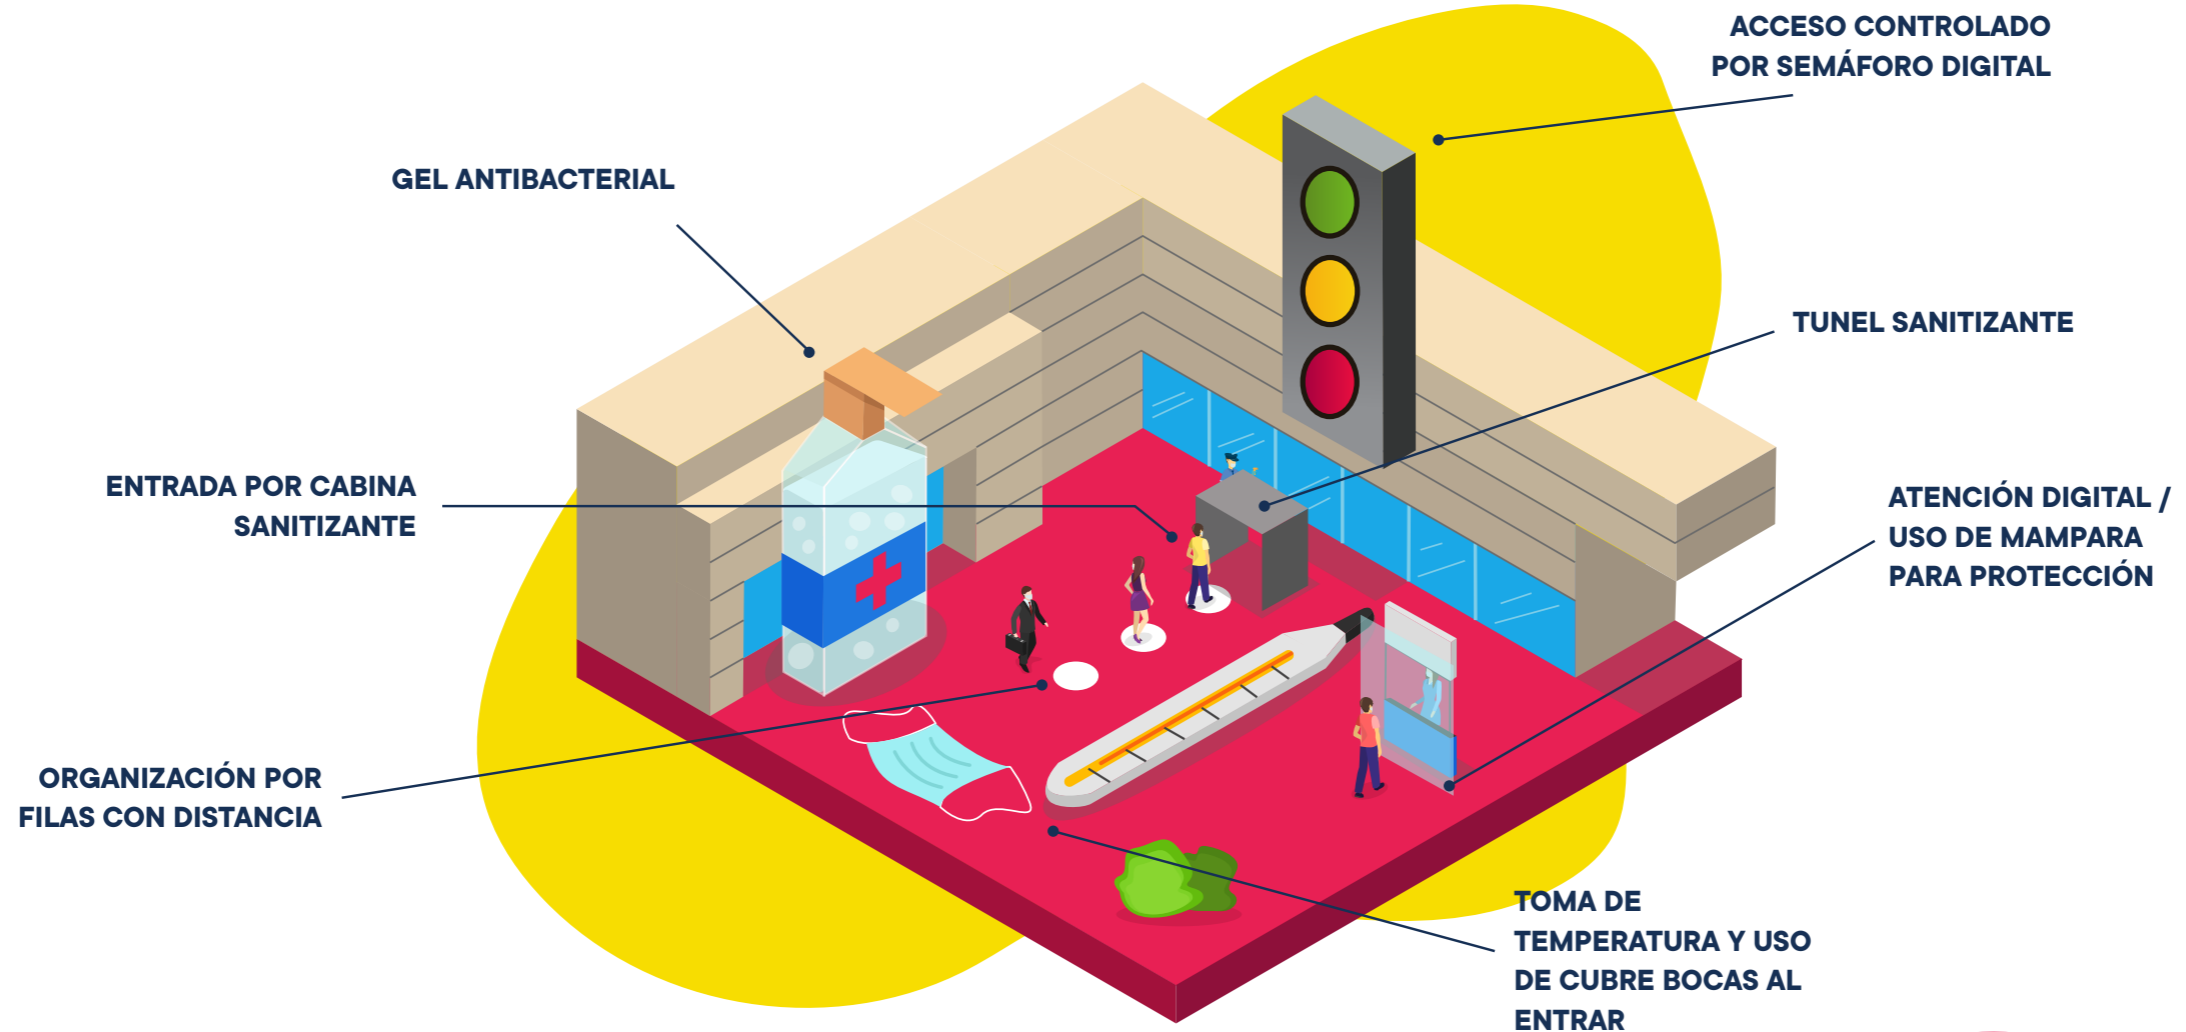 ACCESO CONTROLADO
POR SEMÁFORO DIGITAL
GEL ANTIBACTERIAL
TUNEL SANITIZANTE
ENTRADA POR CABINA
SANITIZANTE
ATENCIÓN DIGITAL /
USO DE MAMPARA
PARA PROTECCIÓN
ORGANIZACIÓN POR
FILAS CON DISTANCIA
TOMA DE
TEMPERATURA Y USO
DE CUBRE BOCAS AL
ENTRAR